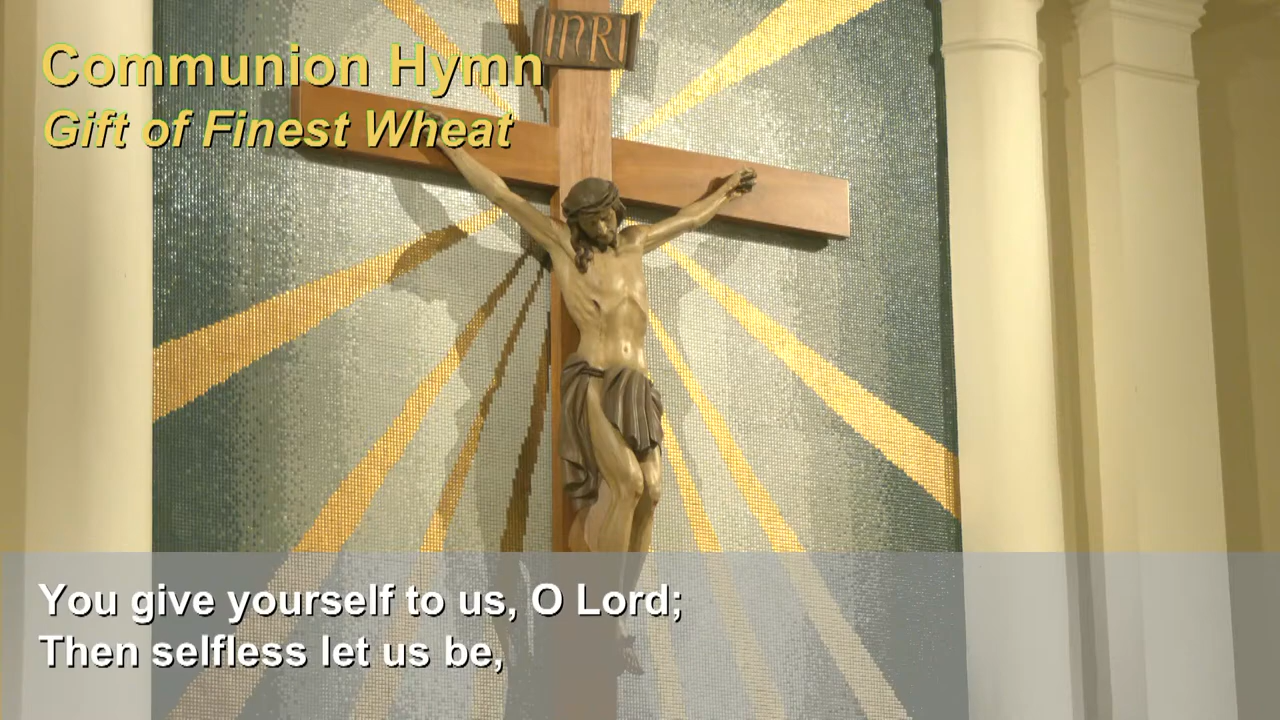 INRI
Communion Hymn
Gift of Finest Wheat
You give yourself to us, O Lord;
Then selfless let us be,